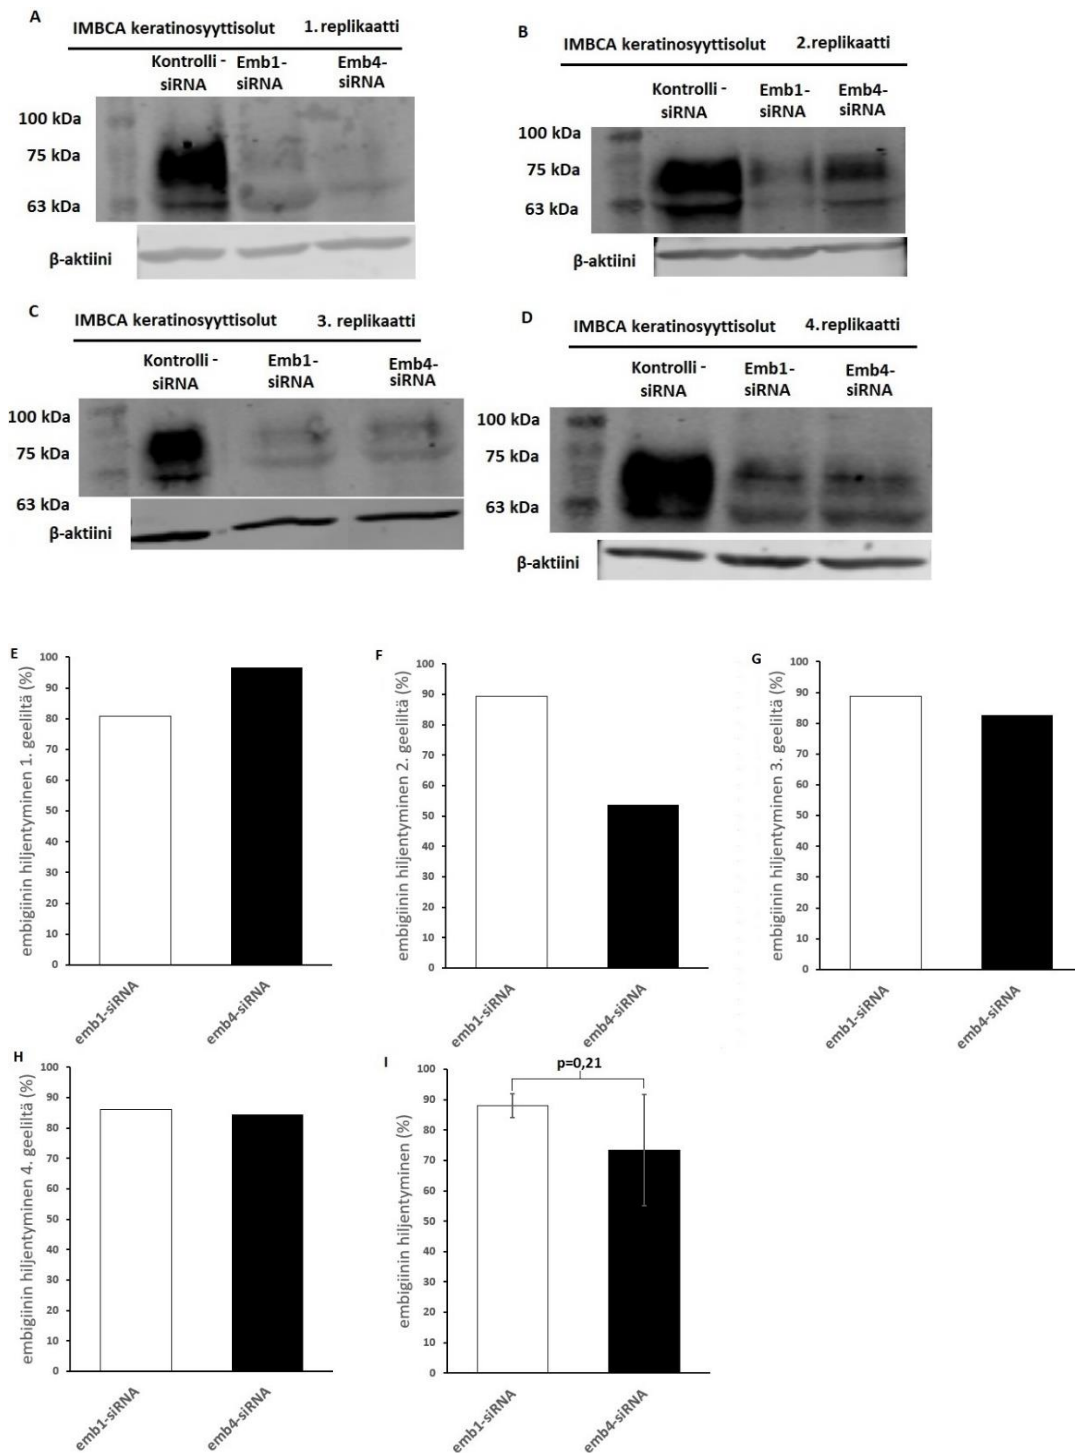 A
IMBCA keratinosyyttisolut 1. replikaatti
Kontrolli - Emb1- Emb4-
siRNA siRNA siRNA
100 kDa
75 kDa
63 kDa
β-aktiini
B
IMBCA keratinosyyttisolut 2.replikaatti
Kontrolli - Emb1- Emb4-
siRNA siRNA siRNA
100 kDa
75 kDa
63 kDa
β-aktiini
C
IMBCA keratinosyyttisolut 3. replikaatti
Kontrolli - Emb1- Emb4-
siRNA siRNA siRNA
100 kDa
75 kDa
63 kDa
β-aktiini
D
IMBCA keratinosyyttisolut 4.replikaatti
Kontrolli - Emb1- Emb4-
siRNA siRNA siRNA
100 kDa
75 kDa
63 kDa
β-aktiini
E
embigiinin hiljentyminen 1. geeliltä (%)
100
90
80
70
60
50
40
30
20
10
0
emb1-siRNA
emb4-siRNA
F
embigiinin hiljentyminen 2. geeliltä (%)
100
90
80
70
60
50
40
30
20
10
0
emb1-siRNA
emb4-siRNA
G
embigiinin hiljentyminen 3. geeliltä (%)
100
90
80
70
60
50
40
30
20
10
0
emb1-siRNA
emb4-siRNA
H
embigiinin hiljentyminen 4. geeliltä (%)
100
90
80
70
60
50
40
30
20
10
0
emb1-siRNA
emb4-siRNA
I
p=0,21
embigiinin hiljentyminen (%)
100
90
80
70
60
50
40
30
20
10
0
emb1-siRNA
emb4-siRNA